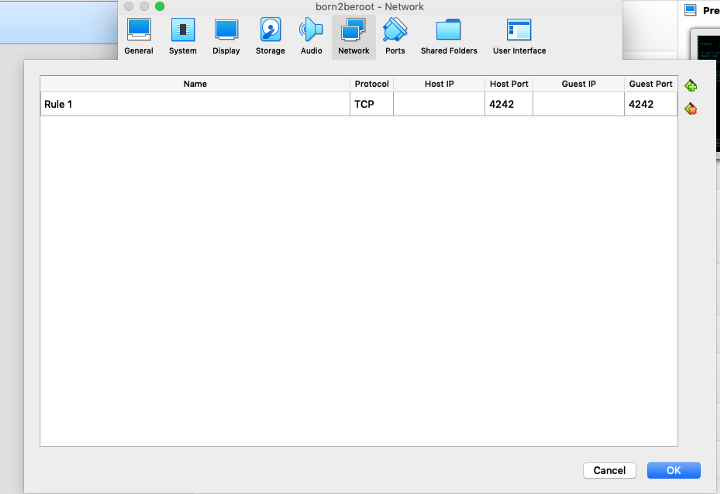 born2beroot - Network
Pre
General System Display Storage Audio Network Ports Shared Folders User Interface
Name Protocol Host IP Host Port Guest IP Guest Port
Rule 1 TCP 4242 4242
Cancel OK